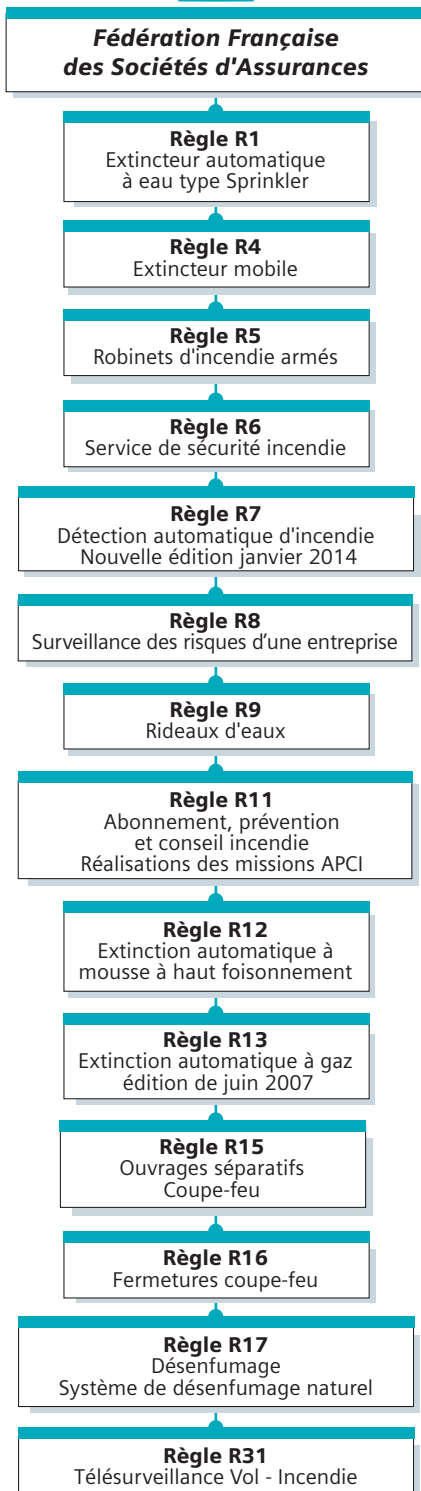 Fédération Française
des Sociétés d'Assurances
Règle R1
Extincteur automatique
à eau type Sprinkler
Règle R4
Extincteur mobile
Règle R5
Robinets d'incendie armés
Règle R6
Service de sécurité incendie
Règle R7
Détection automatique d'incendie
Nouvelle édition janvier 2014
Règle R8
Surveillance des risques d’une entreprise
Règle R9
Rideaux d'eaux
Règle R11
Abonnement, prévention
et conseil incendie
Réalisations des missions APCI
Règle R12
Extinction automatique à
mousse à haut foisonnement
Règle R13
Extinction automatique à gaz
édition de juin 2007
Règle R15
Ouvrages séparatifs
Coupe-feu
Règle R16
Fermetures coupe-feu
Règle R17
Désenfumage
Système de désenfumage naturel
Règle R31
Télésurveillance Vol - Incendie